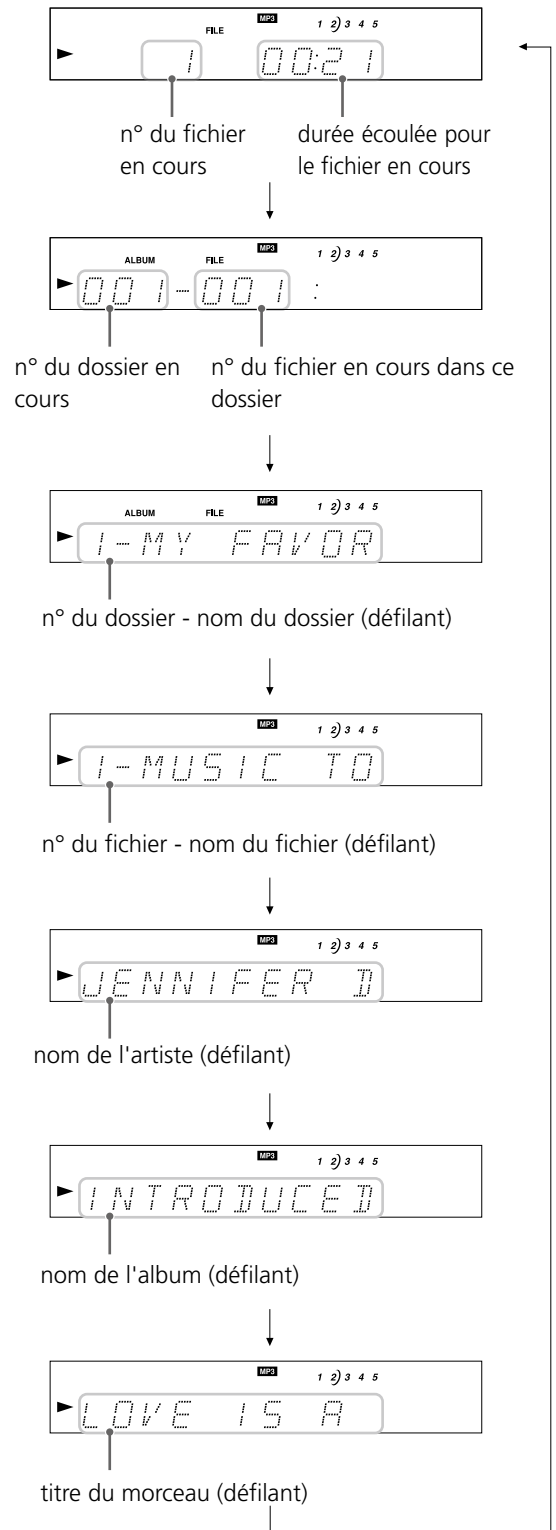 MP3 1 2) 3 4 5
FILE
1 00:21
n° du fichier en cours
durée écoulée pour le fichier en cours
MP3 1 2) 3 4 5
ALBUM FILE
001-001 :
n° du dossier en cours
n° du fichier en cours dans ce dossier
MP3 1 2) 3 4 5
ALBUM FILE
1-MY FAVOR
n° du dossier - nom du dossier (défilant)
MP3 1 2) 3 4 5
1-MUSIC TO
n° du fichier - nom du fichier (défilant)
MP3 1 2) 3 4 5
JENNIFER D
nom de l'artiste (défilant)
MP3 1 2) 3 4 5
INTRODUCED
nom de l'album (défilant)
MP3 1 2) 3 4 5
LOVE IS A
titre du morceau (défilant)